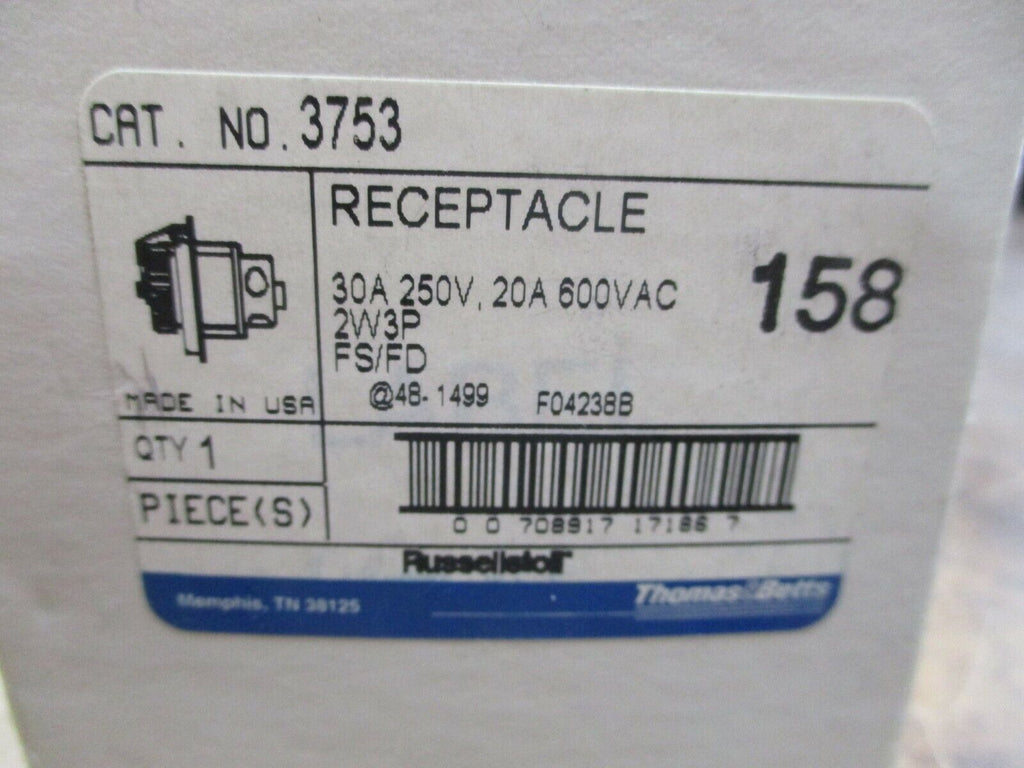 CAT. NO. 3753
RECEPTACLE
30A 250V, 20A 600VAC
2W3P
FS/FD
@48-1499 F04238B
158
MADE IN USA
QTY 1
PIECE(S)
0 0 708917 17186 7
Russellstoll
Memphis, TN 38125
Thomas&Betts